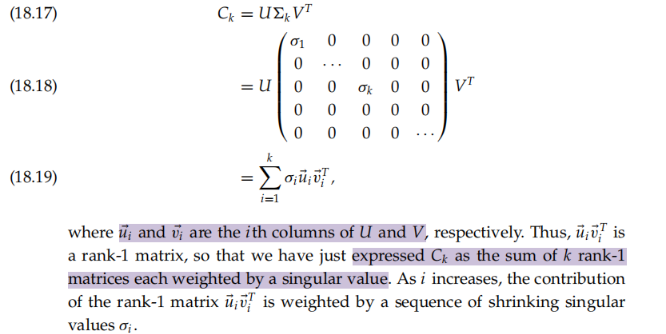 (18.17) C_k = UΣ_kV^T
(18.18) = U ( σ_1 0 0 0 0
0 ··· 0 0 0
0 0 σ_k 0 0
0 0 0 0 0
0 0 0 0 ··· ) V^T
(18.19) = ∑_{i=1}^{k} σ_i u⃗_i v⃗_i^T,
where u⃗_i and v⃗_i are the ith columns of U and V, respectively. Thus, u⃗_i v⃗_i^T is
a rank-1 matrix, so that we have just expressed C_k as the sum of k rank-1
matrices each weighted by a singular value. As i increases, the contribution
of the rank-1 matrix u⃗_i v⃗_i^T is weighted by a sequence of shrinking singular
values σ_i.